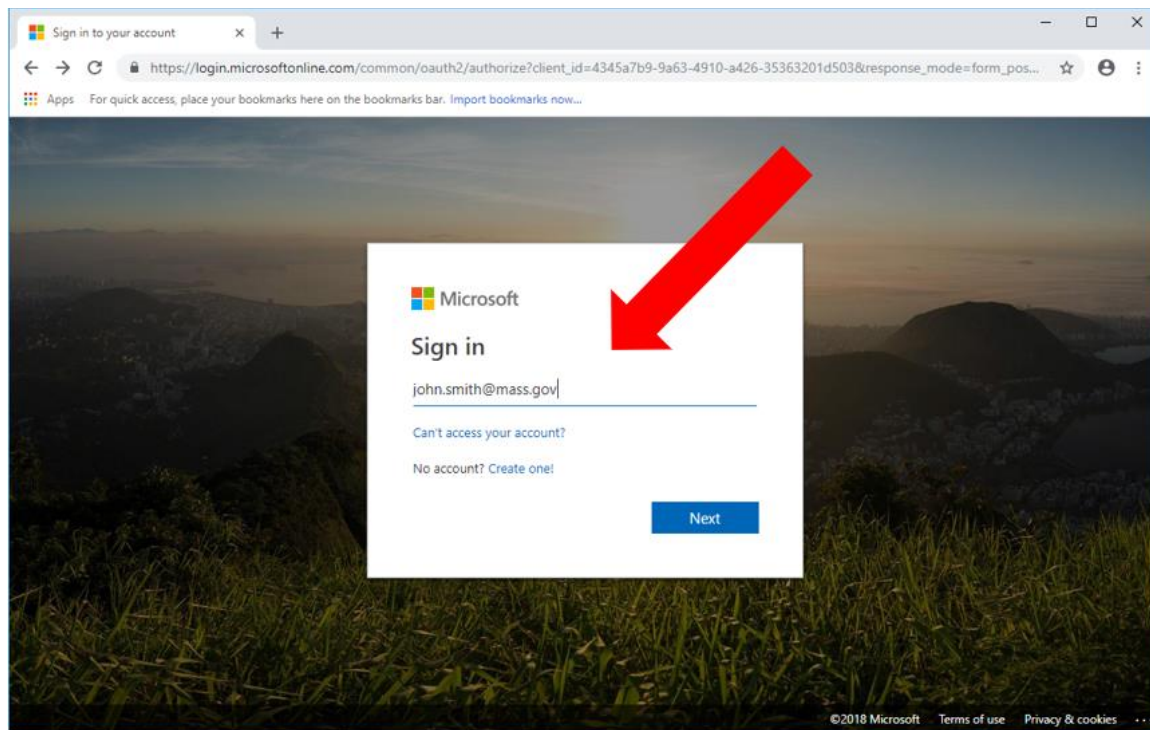 Sign in to your account
https://login.microsoftonline.com/common/oauth2/authorize?client_id=4345a7b9-9a63-4910-a426-35363201d503&response_mode=form_pos...
Apps For quick access, place your bookmarks here on the bookmarks bar. Import bookmarks now...
Microsoft
Sign in
john.smith@mass.gov
Can't access your account?
No account? Create one!
Next
©2018 Microsoft Terms of use Privacy & cookies ...